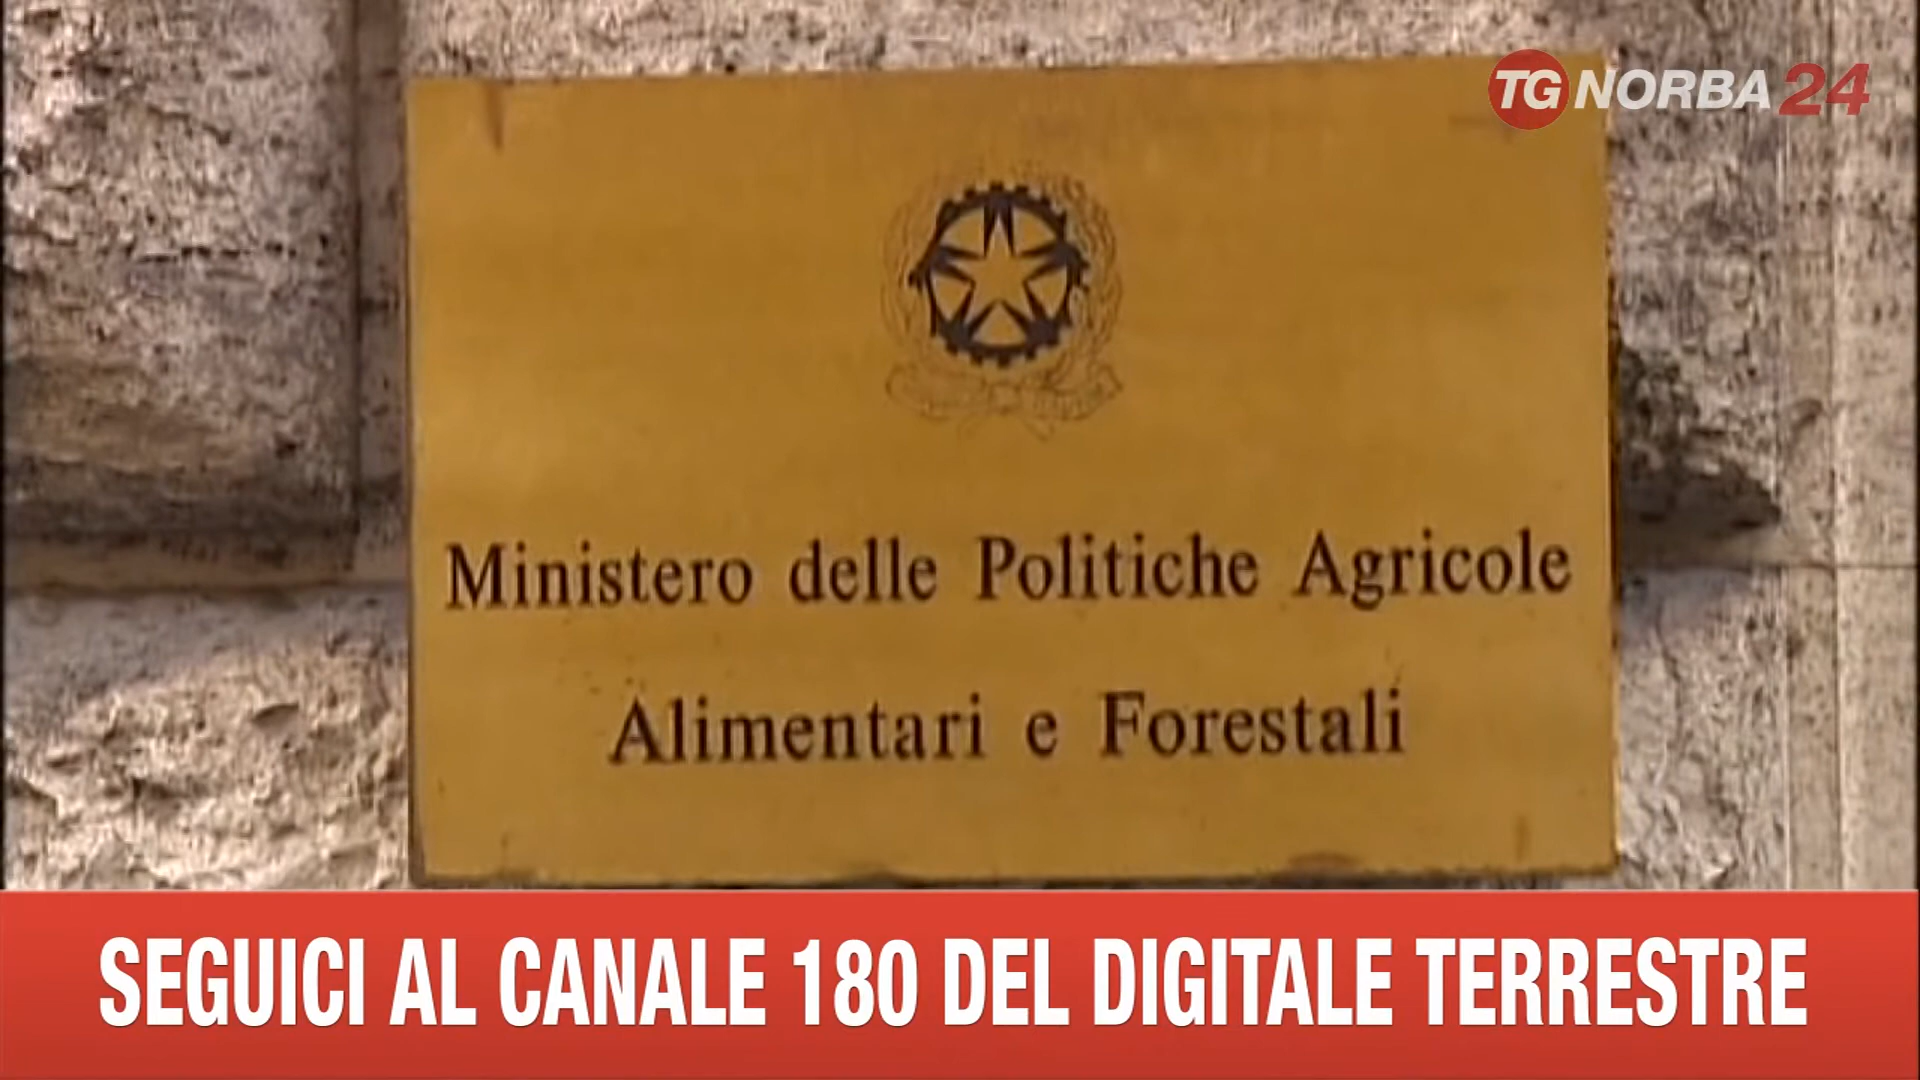 TG NORBA 24
Ministero delle Politiche Agricole
Alimentari e Forestali
SEGUICI AL CANALE 180 DEL DIGITALE TERRESTRE